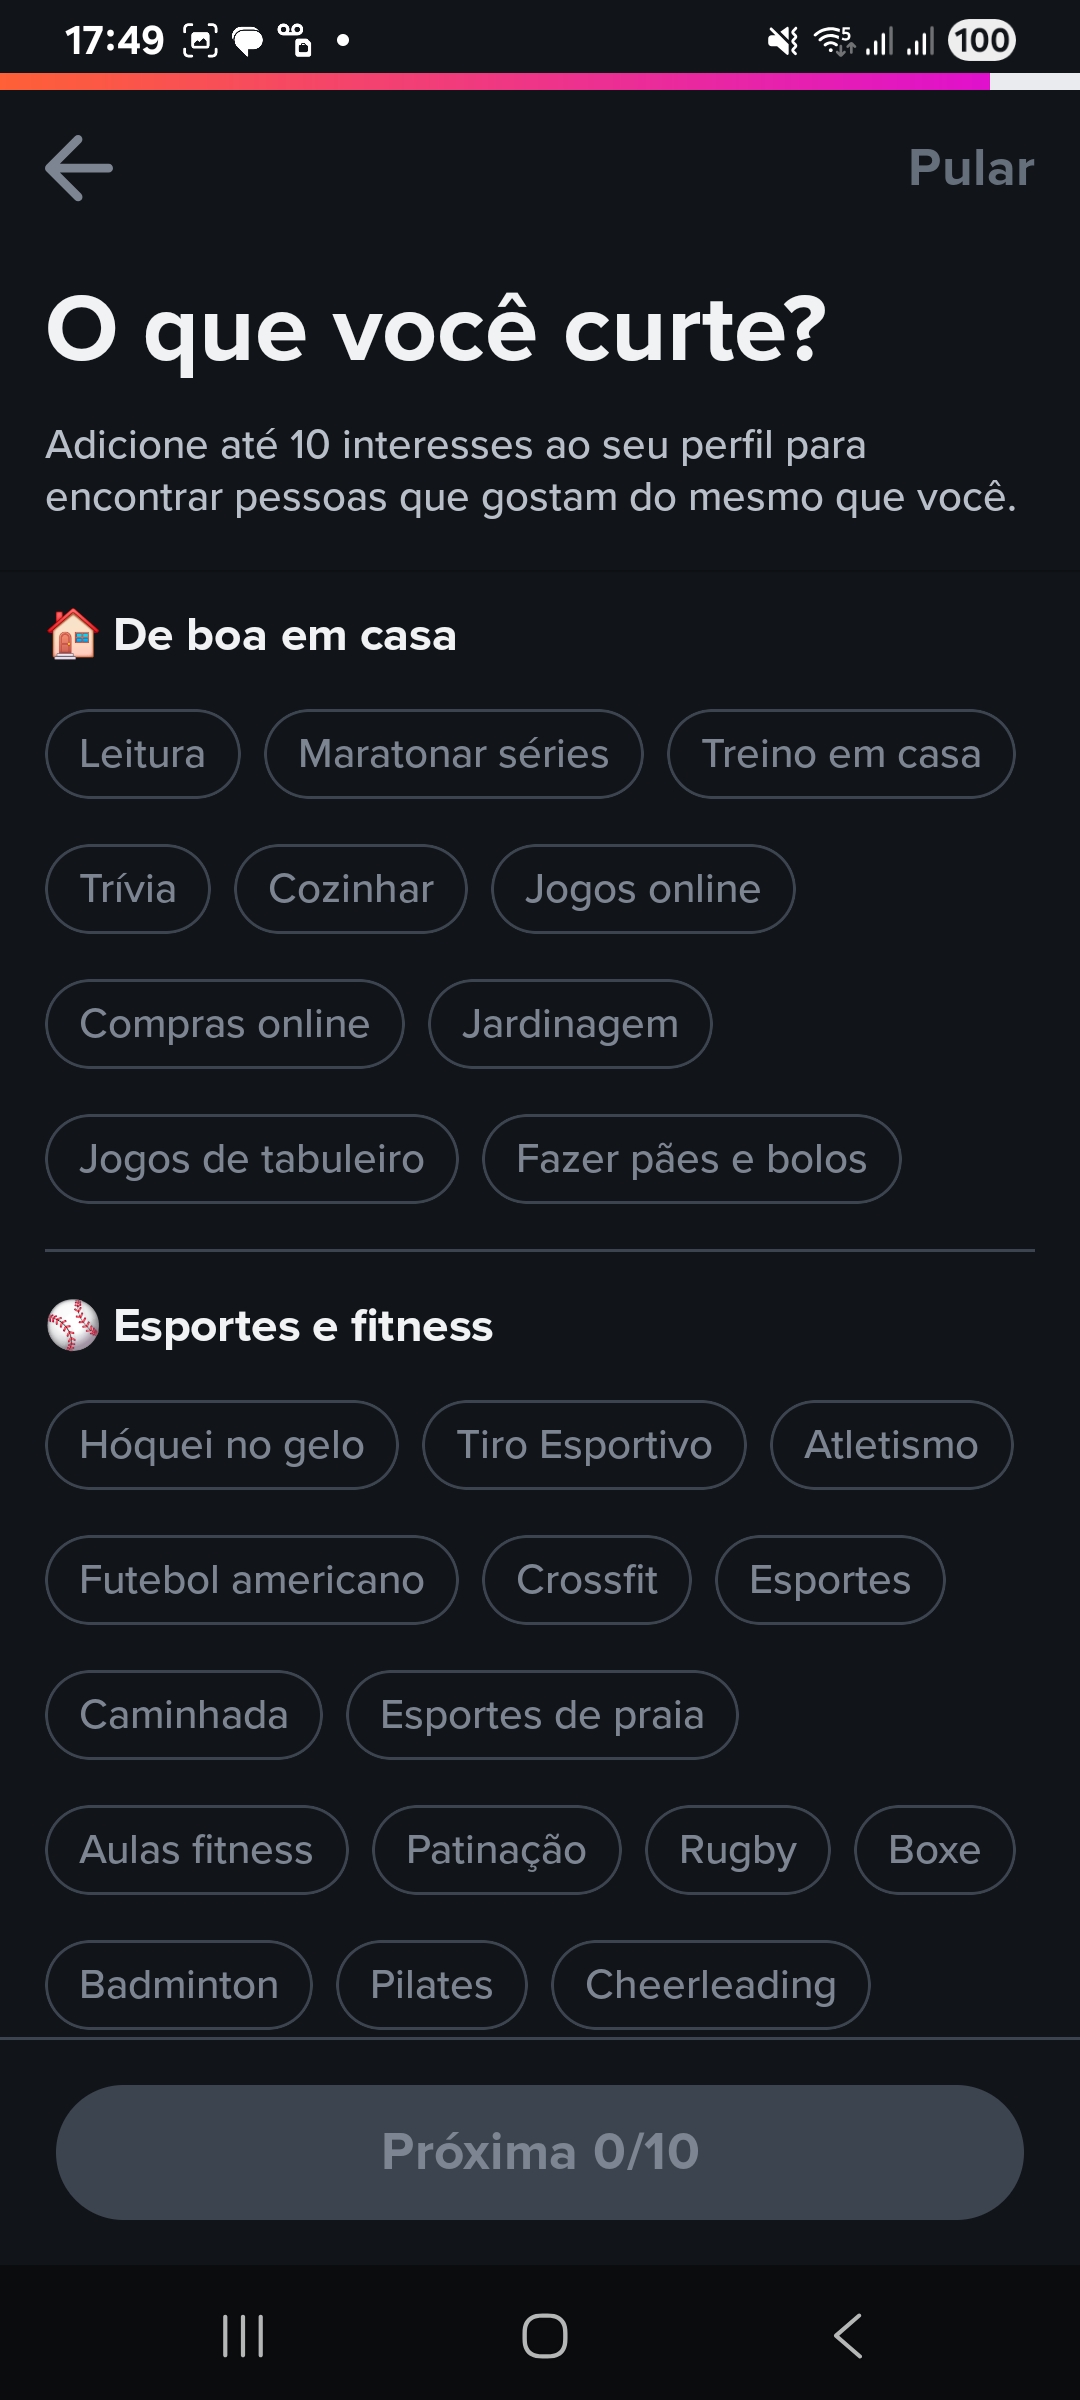 17:49
5
100
Pular
O que você curte?
Adicione até 10 interesses ao seu perfil para
encontrar pessoas que gostam do mesmo que você.
De boa em casa
Leitura Maratonar séries Treino em casa
Trívia Cozinhar Jogos online
Compras online Jardinagem
Jogos de tabuleiro Fazer pães e bolos
Esportes e fitness
Hóquei no gelo Tiro Esportivo Atletismo
Futebol americano Crossfit Esportes
Caminhada Esportes de praia
Aulas fitness Patinação Rugby Boxe
Badminton Pilates Cheerleading
Próxima 0/10